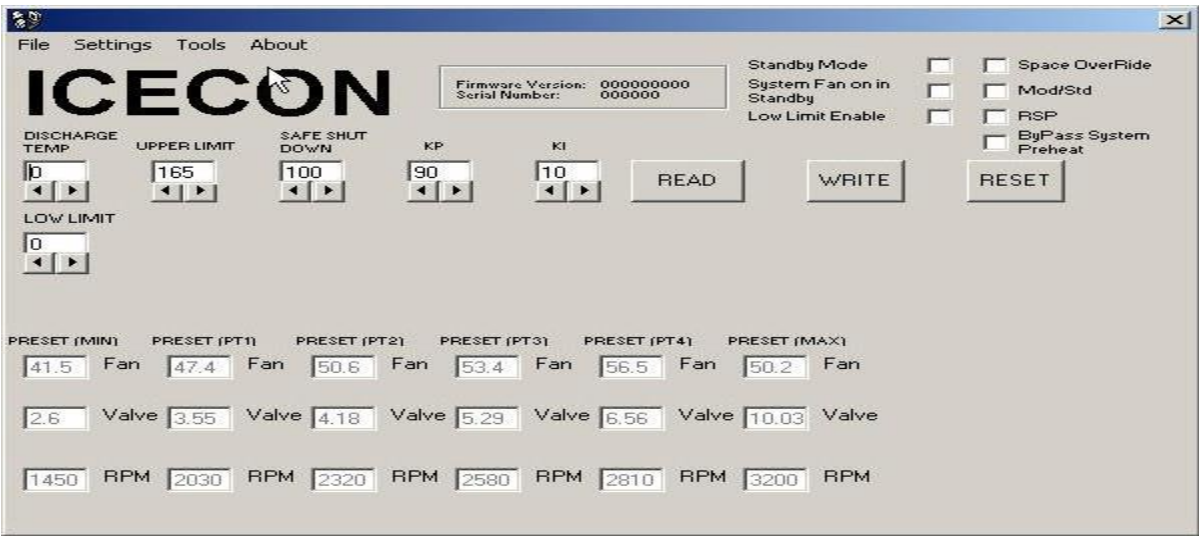 File Settings Tools About
ICECON
Firmware Version: 000000000
Serial Number: 000000
Standby Mode
System Fan on in
Standby
Low Limit Enable
Space OverRide
Mod/Std
RSP
ByPass System
Preheat
DISCHARGE
TEMP
0
UPPER LIMIT
165
SAFE SHUT
DOWN
100
KP
90
KI
10
READ
WRITE
RESET
LOW LIMIT
0
PRESET (MIN) PRESET (PT1) PRESET (PT2) PRESET (PT3) PRESET (PT4) PRESET (MAX)
41.5 Fan 47.4 Fan 50.6 Fan 53.4 Fan 56.5 Fan 50.2 Fan
2.6 Valve 3.55 Valve 4.18 Valve 5.29 Valve 6.56 Valve 10.03 Valve
1450 RPM 2030 RPM 2320 RPM 2580 RPM 2810 RPM 3200 RPM